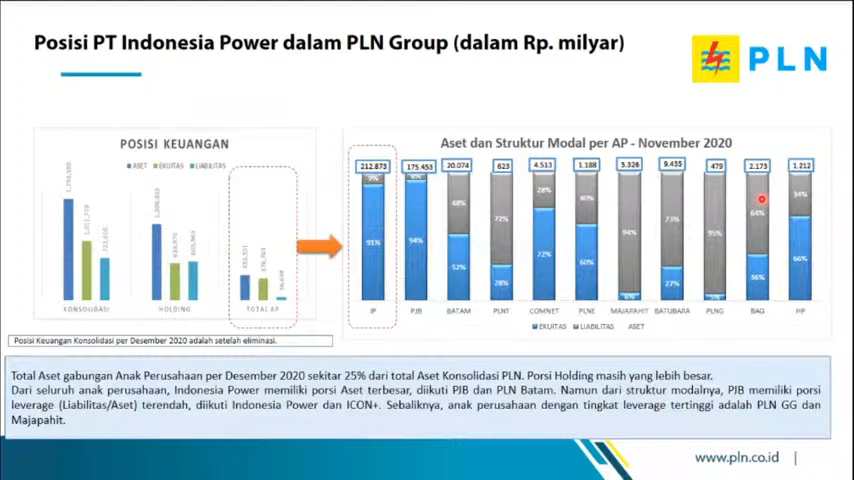 Posisi PT Indonesia Power dalam PLN Group (dalam Rp. milyar)
PLN
POSISI KEUANGAN
ASET EKUITAS LIABILITAS
KONSOLIDASI HOLDING TOTAL AP
Posisi Keuangan Konsolidasi per Desember 2020 adalah setelah eliminasi.
Aset dan Struktur Modal per AP - November 2020
212.873 175.453 20.074 623 4.513 1.188 5.326 9.435 479 2.173 1.212
9% 6% 48% 72% 28% 40% 94% 73% 95% 64% 34%
91% 94% 52% 28% 72% 60% 6% 27% 5% 36% 66%
IP PJB BATAM PLNT COMNET PLNE MAJAPAHIT BATUBARA PLNG BAG HP
EKUITAS LIABILITAS ASET
Total Aset gabungan Anak Perusahaan per Desember 2020 sekitar 25% dari total Aset Konsolidasi PLN. Porsi Holding masih yang lebih besar.
Dari seluruh anak perusahaan, Indonesia Power memiliki porsi Aset terbesar, diikuti PJB dan PLN Batam. Namun dari struktur modalnya, PJB memiliki porsi
leverage (Liabilitas/Aset) terendah, diikuti Indonesia Power dan ICON+. Sebaliknya, anak perusahaan dengan tingkat leverage tertinggi adalah PLN GG dan
Majapahit.
www.pln.co.id |